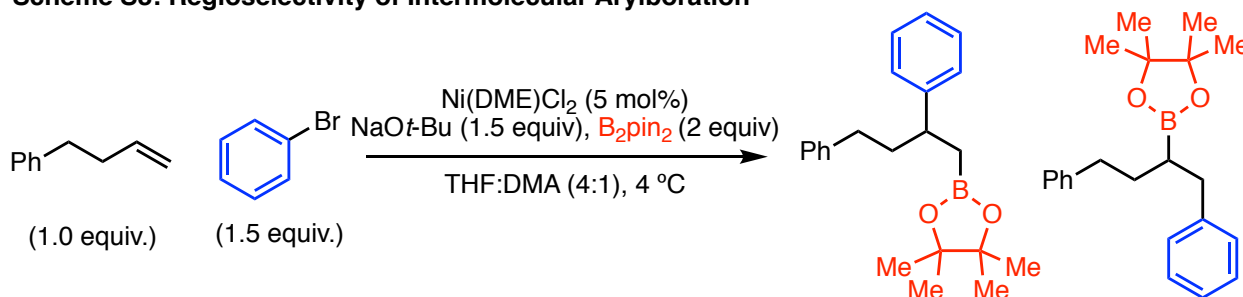 Scheme S3: Regioselectivity of Intermolecular Arylboration
Ph
(1.0 equiv.)
Br
(1.5 equiv.)
Ni(DME)Cl₂ (5 mol%)
NaOt-Bu (1.5 equiv), B₂pin₂ (2 equiv)
THF:DMA (4:1), 4 ºC
Ph
B
O
O
Me
Me
Me
Me
Me
Me
Me
Me
O
O
B
Ph